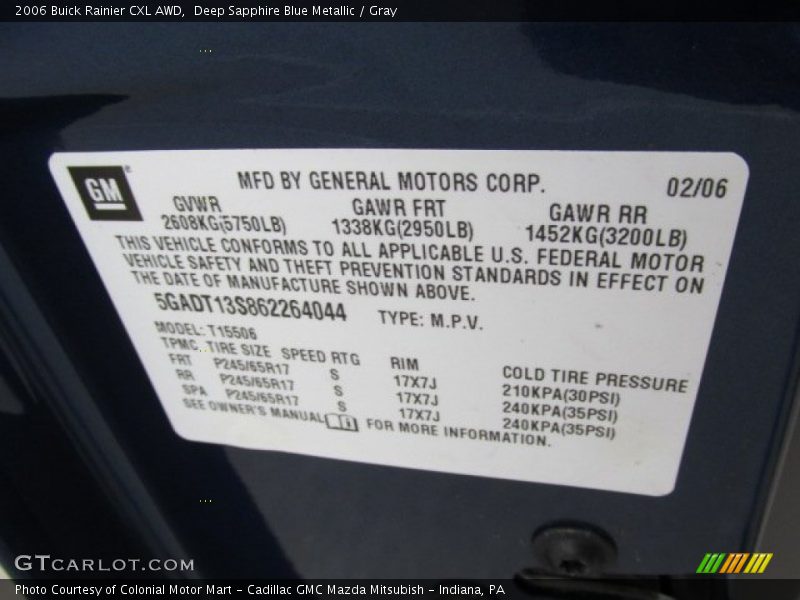 2006 Buick Rainier CXL AWD,  Deep Sapphire Blue Metallic / Gray
GM
MFD BY GENERAL MOTORS CORP.
02/06
GVWR GAWR FRT GAWR RR
2608KG(5750LB) 1338KG(2950LB) 1452KG(3200LB)
THIS VEHICLE CONFORMS TO ALL APPLICABLE U.S. FEDERAL MOTOR
VEHICLE SAFETY AND THEFT PREVENTION STANDARDS IN EFFECT ON
THE DATE OF MANUFACTURE SHOWN ABOVE.
5GADT13S862264044 TYPE: M.P.V.
MODEL: T15506
TPMC. TIRE SIZE SPEED RTG RIM COLD TIRE PRESSURE
FRT P245/65R17 S 17X7J 210KPA(30PSI)
RR P245/65R17 S 17X7J 240KPA(35PSI)
SPA P245/65R17 S 17X7J 240KPA(35PSI)
SEE OWNER'S MANUAL FOR MORE INFORMATION.
GTCARLOT.COM
Photo Courtesy of Colonial Motor Mart - Cadillac GMC Mazda Mitsubish - Indiana, PA